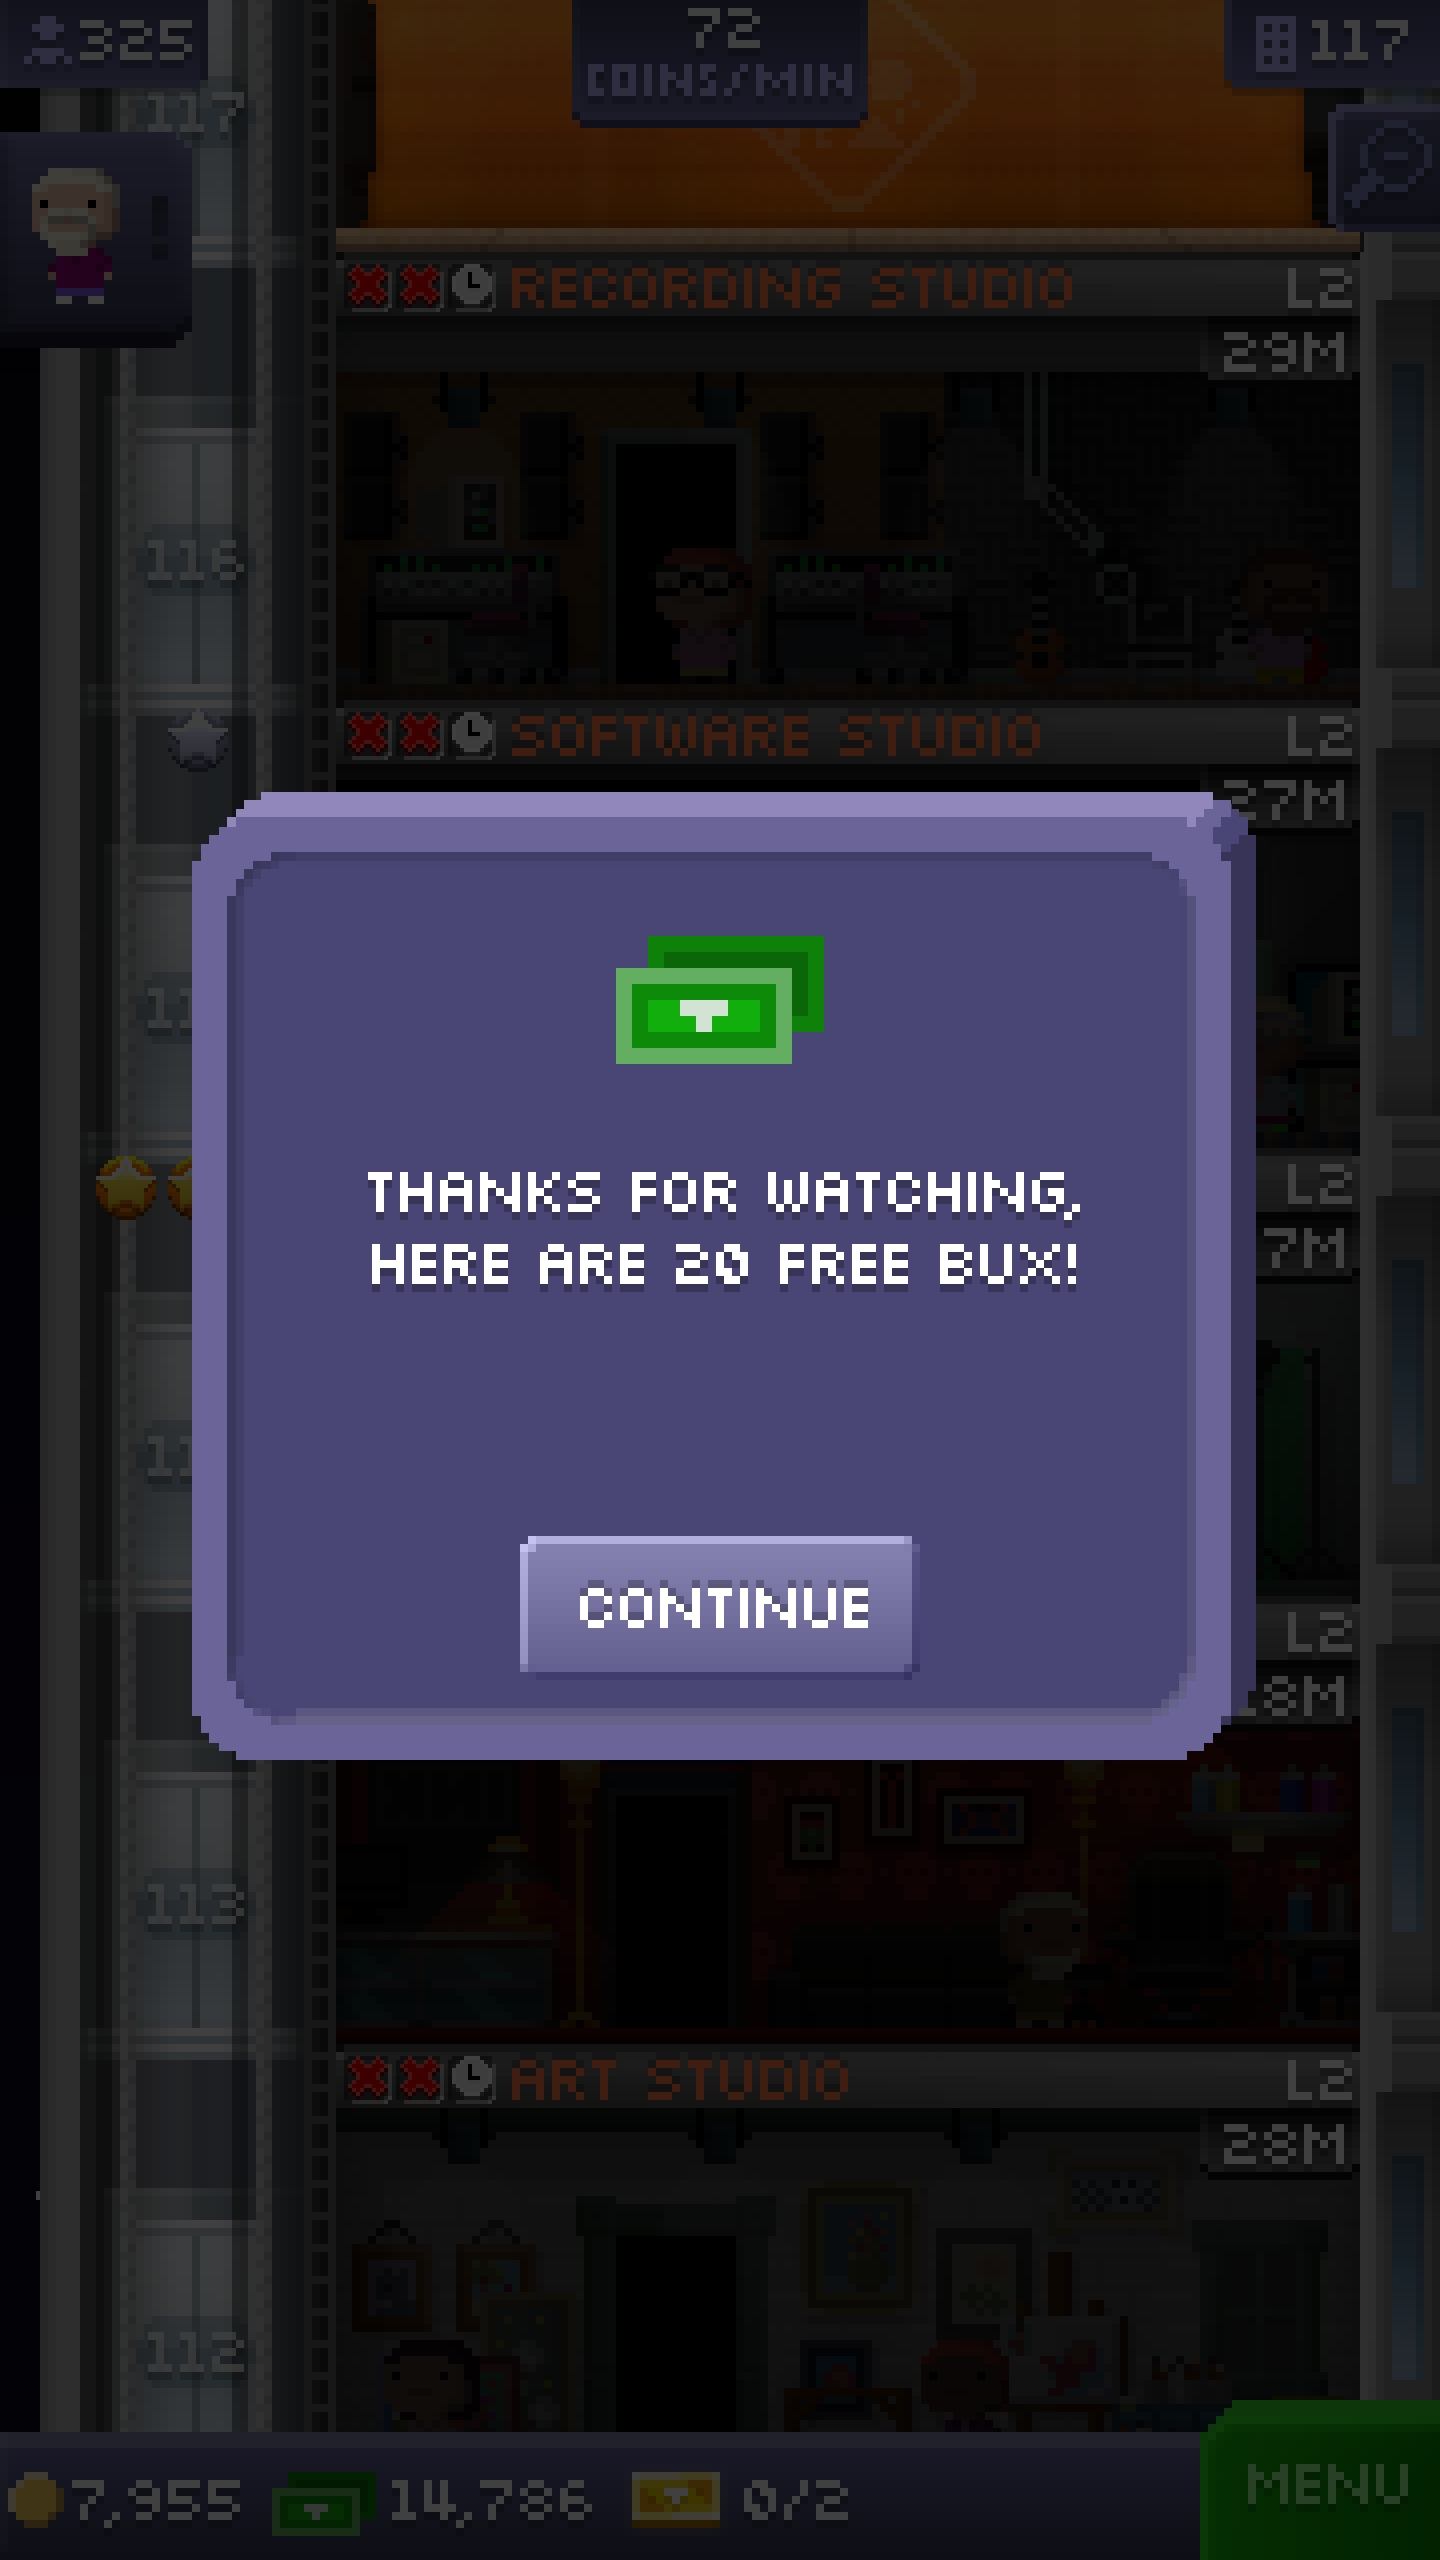 325
72
COINS/MIN
117
117
RECORDING STUDIO L2
29M
116
SOFTWARE STUDIO L2
27M
THANKS FOR WATCHING,
HERE ARE 20 FREE BUX!
L2
7M
CONTINUE
L2
8M
113
ART STUDIO L2
28M
112
7,955 14,786 0/2
MENU